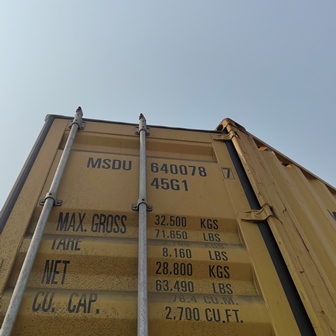 MSDU 640078 7
45G1
MAX. GROSS 32.500 KGS
71.650 LBS
TARE
8.160 LBS
NET 28.800 KGS
63.490 LBS
CU. CAP. 76.4 CU.M.
2.700 CU.FT.